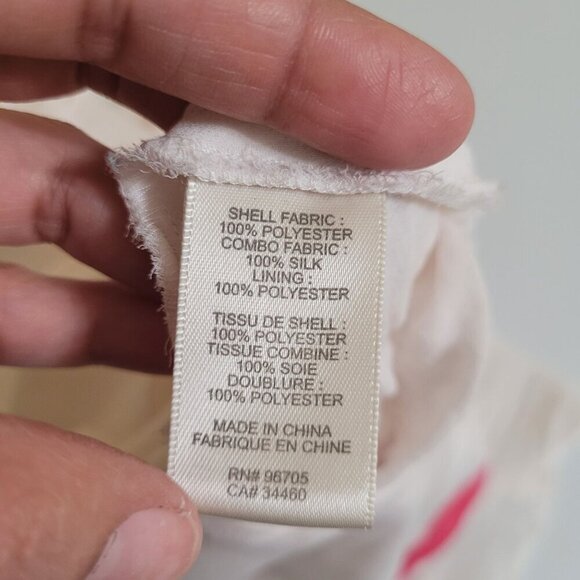 SHELL FABRIC :
100% POLYESTER
COMBO FABRIC :
100% SILK
LINING :
100% POLYESTER
TISSU DE SHELL :
100% POLYESTER
TISSUE COMBINE :
100% SOIE
DOUBLURE :
100% POLYESTER
MADE IN CHINA
FABRIQUE EN CHINE
RN# 96705
CA# 34460